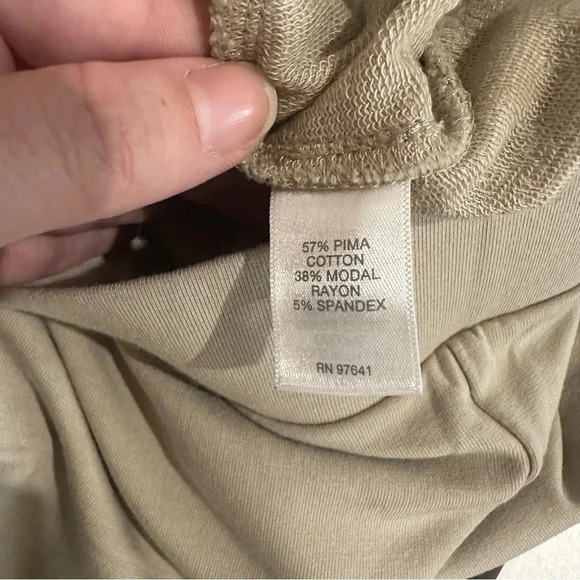 57% PIMA
COTTON
38% MODAL
RAYON
5% SPANDEX
RN 97641